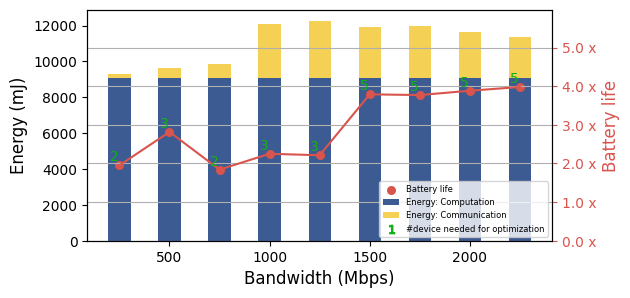 12000
10000
8000
6000
4000
2000
0
Energy (mJ)
2
3
2
3
3
5
5
5
5
5.0 x
4.0 x
3.0 x
2.0 x
1.0 x
0.0 x
Battery life
Battery life
Energy: Computation
Energy: Communication
1 #device needed for optimization
500
1000
1500
2000
Bandwidth (Mbps)